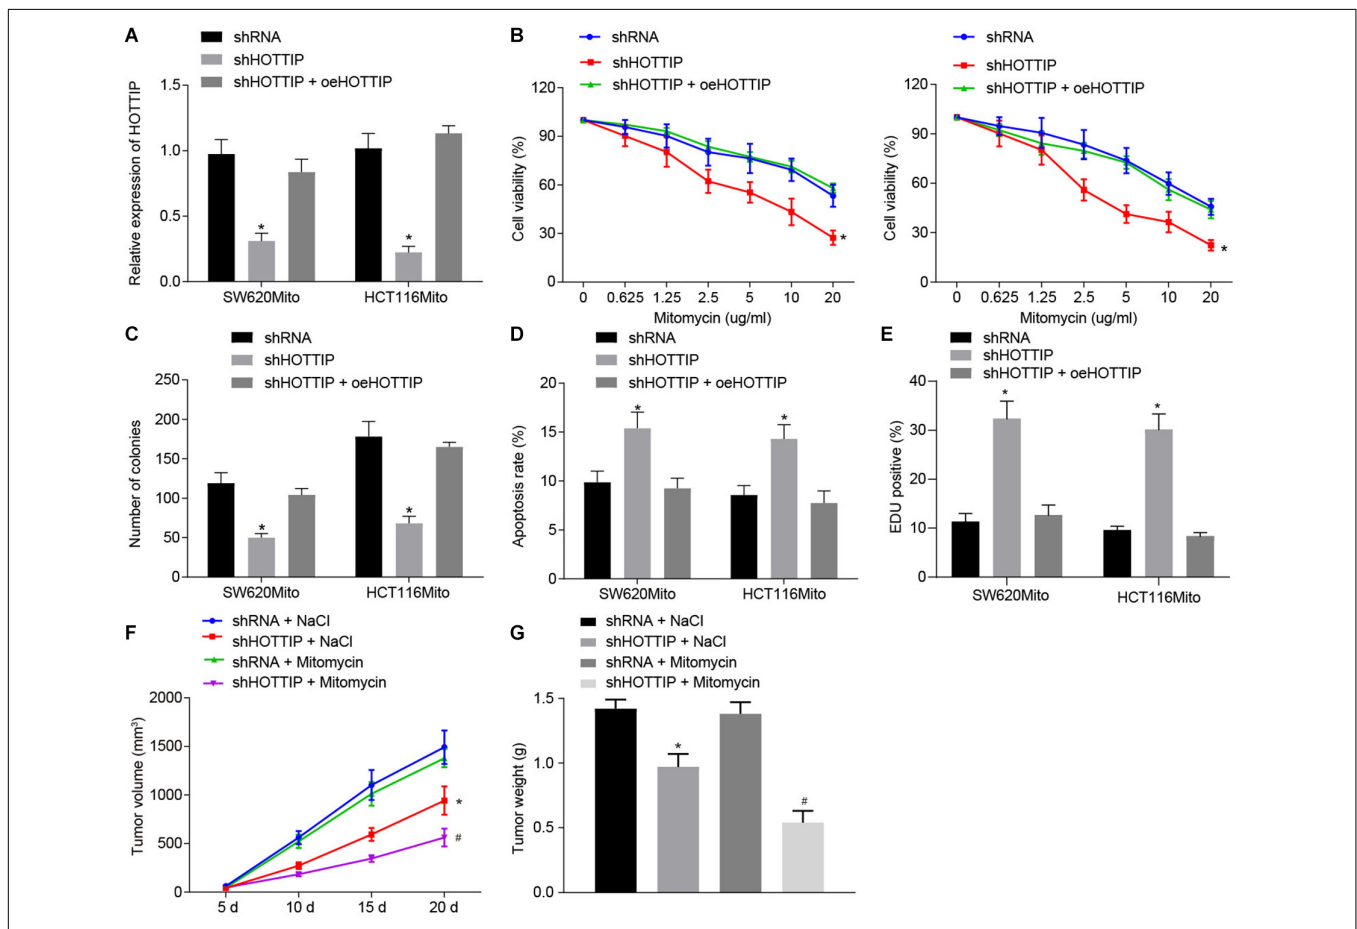 A
shRNA
shHOTTIP
shHOTTIP + oeHOTTIP
Relative expression of HOTTIP
1.5
1.0
0.5
0.0
*
*
SW620Mito
HCT116Mito
B
shRNA
shHOTTIP
shHOTTIP + oeHOTTIP
Cell viability (%)
120
90
60
30
0
*
0 0.625 1.25 2.5 5 10 20
Mitomycin (ug/ml)
shRNA
shHOTTIP
shHOTTIP + oeHOTTIP
Cell viability (%)
120
90
60
30
0
*
0 0.625 1.25 2.5 5 10 20
Mitomycin (ug/ml)
C
shRNA
shHOTTIP
shHOTTIP + oeHOTTIP
Number of colonies
250
200
150
100
50
0
*
*
SW620Mito
HCT116Mito
D
shRNA
shHOTTIP
shHOTTIP + oeHOTTIP
Apoptosis rate (%)
20
15
10
5
0
*
*
SW620Mito
HCT116Mito
E
shRNA
shHOTTIP
shHOTTIP + oeHOTTIP
EDU positive (%)
40
30
20
10
0
*
*
SW620Mito
HCT116Mito
F
shRNA + NaCl
shHOTTIP + NaCl
shRNA + Mitomycin
shHOTTIP + Mitomycin
Tumor volume (mm³)
2000
1500
1000
500
0
*
#
5 d 10 d 15 d 20 d
G
shRNA + NaCl
shHOTTIP + NaCl
shRNA + Mitomycin
shHOTTIP + Mitomycin
Tumor weight (g)
1.5
1.0
0.5
0.0
*
#